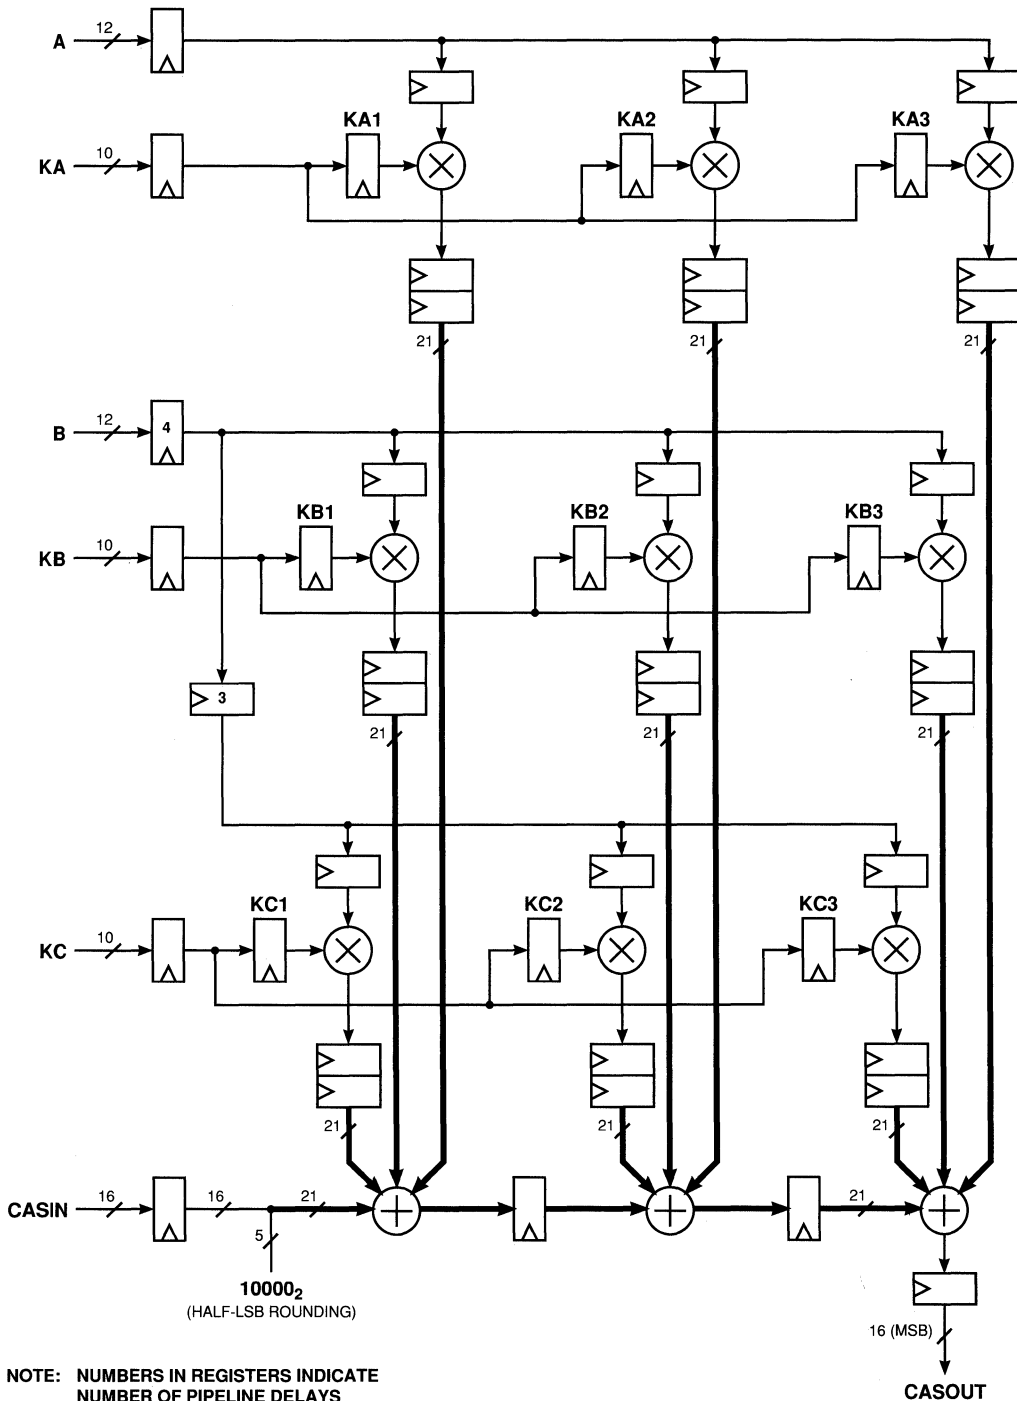 A
12
KA1
KA2
KA3
KA
10
21
21
21
B
12
4
KB1
KB2
KB3
KB
10
3
21
21
21
KC1
KC2
KC3
KC
10
21
21
21
CASIN
16
16
21
21
5
10000₂
(HALF-LSB ROUNDING)
16 (MSB)
NOTE: NUMBERS IN REGISTERS INDICATE
NUMBER OF PIPELINE DELAYS
CASOUT